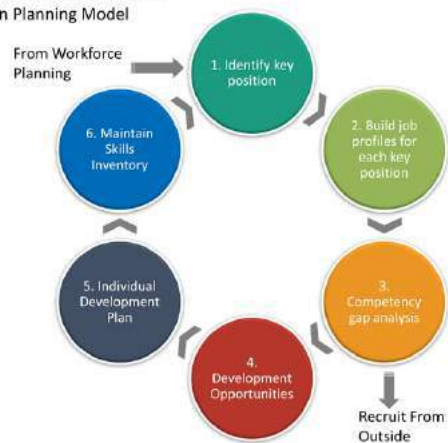 n Planning Model
From Workforce
Planning
1. Identify key
position
2. Build job
profiles for
each key
position
3.
Competency
gap analysis
Recruit From
Outside
4.
Development
Opportunities
5. Individual
Development
Plan
6. Maintain
Skills
Inventory